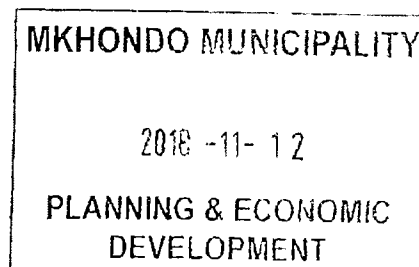 MKHONDO MUNICIPALITY
2018 -11- 12
PLANNING & ECONOMIC
DEVELOPMENT